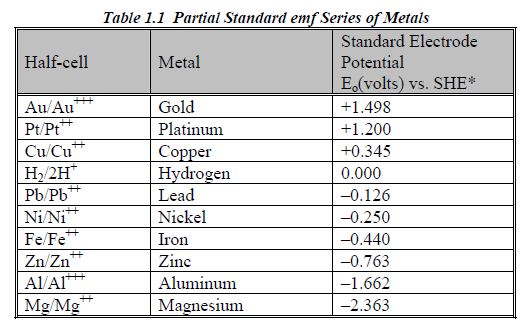 Table 1.1 Partial Standard emf Series of Metals
Half-cell Metal Standard Electrode Potential E₀(volts) vs. SHE*
Au/Au⁺⁺⁺ Gold +1.498
Pt/Pt⁺⁺ Platinum +1.200
Cu/Cu⁺⁺ Copper +0.345
H₂/2H⁺ Hydrogen 0.000
Pb/Pb⁺⁺ Lead –0.126
Ni/Ni⁺⁺ Nickel –0.250
Fe/Fe⁺⁺ Iron –0.440
Zn/Zn⁺⁺ Zinc –0.763
Al/Al⁺⁺⁺ Aluminum –1.662
Mg/Mg⁺⁺ Magnesium –2.363